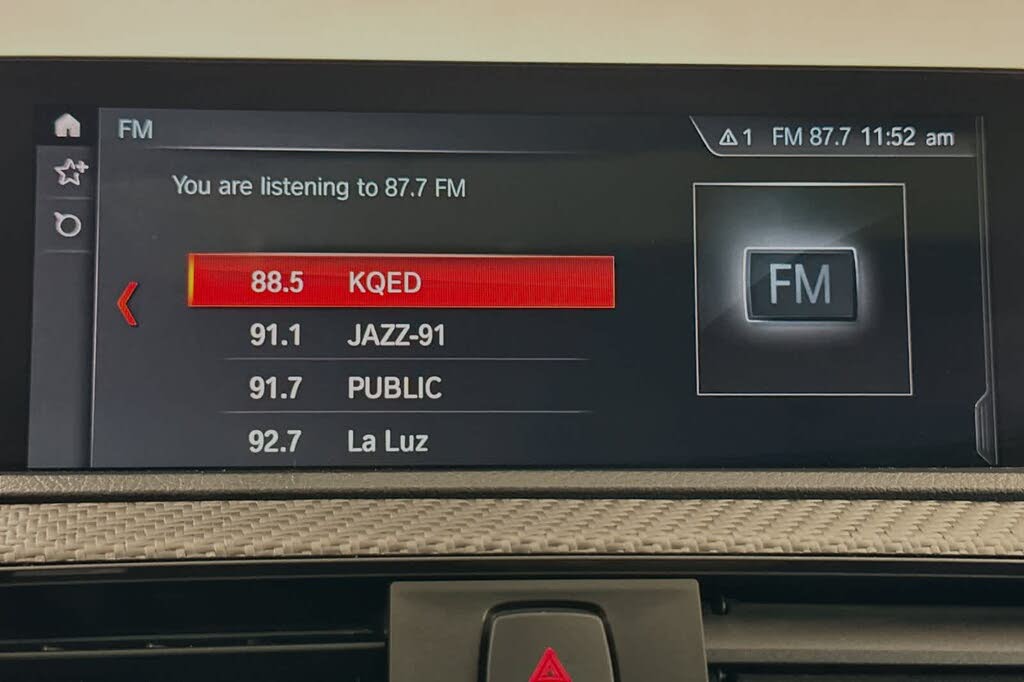 FM
1 FM 87.7 11:52 am
You are listening to 87.7 FM
FM
88.5 KQED
91.1 JAZZ-91
91.7 PUBLIC
92.7 La Luz